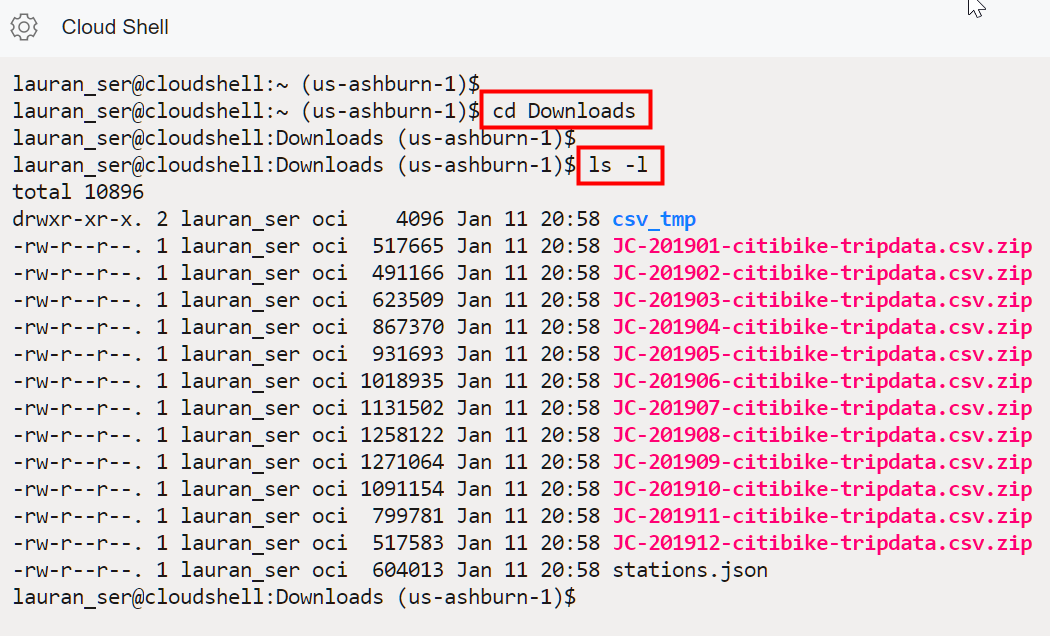 Cloud Shell
lauran_ser@cloudshell:~ (us-ashburn-1)$
lauran_ser@cloudshell:~ (us-ashburn-1)$ cd Downloads
lauran_ser@cloudshell:Downloads (us-ashburn-1)$
lauran_ser@cloudshell:Downloads (us-ashburn-1)$ ls -l
total 10896
drwxr-xr-x. 2 lauran_ser oci    4096 Jan 11 20:58 csv_tmp
-rw-r--r--. 1 lauran_ser oci  517665 Jan 11 20:58 JC-201901-citibike-tripdata.csv.zip
-rw-r--r--. 1 lauran_ser oci  491166 Jan 11 20:58 JC-201902-citibike-tripdata.csv.zip
-rw-r--r--. 1 lauran_ser oci  623509 Jan 11 20:58 JC-201903-citibike-tripdata.csv.zip
-rw-r--r--. 1 lauran_ser oci  867370 Jan 11 20:58 JC-201904-citibike-tripdata.csv.zip
-rw-r--r--. 1 lauran_ser oci  931693 Jan 11 20:58 JC-201905-citibike-tripdata.csv.zip
-rw-r--r--. 1 lauran_ser oci 1018935 Jan 11 20:58 JC-201906-citibike-tripdata.csv.zip
-rw-r--r--. 1 lauran_ser oci 1131502 Jan 11 20:58 JC-201907-citibike-tripdata.csv.zip
-rw-r--r--. 1 lauran_ser oci 1258122 Jan 11 20:58 JC-201908-citibike-tripdata.csv.zip
-rw-r--r--. 1 lauran_ser oci 1271064 Jan 11 20:58 JC-201909-citibike-tripdata.csv.zip
-rw-r--r--. 1 lauran_ser oci 1091154 Jan 11 20:58 JC-201910-citibike-tripdata.csv.zip
-rw-r--r--. 1 lauran_ser oci  799781 Jan 11 20:58 JC-201911-citibike-tripdata.csv.zip
-rw-r--r--. 1 lauran_ser oci  517583 Jan 11 20:58 JC-201912-citibike-tripdata.csv.zip
-rw-r--r--. 1 lauran_ser oci  604013 Jan 11 20:58 stations.json
lauran_ser@cloudshell:Downloads (us-ashburn-1)$